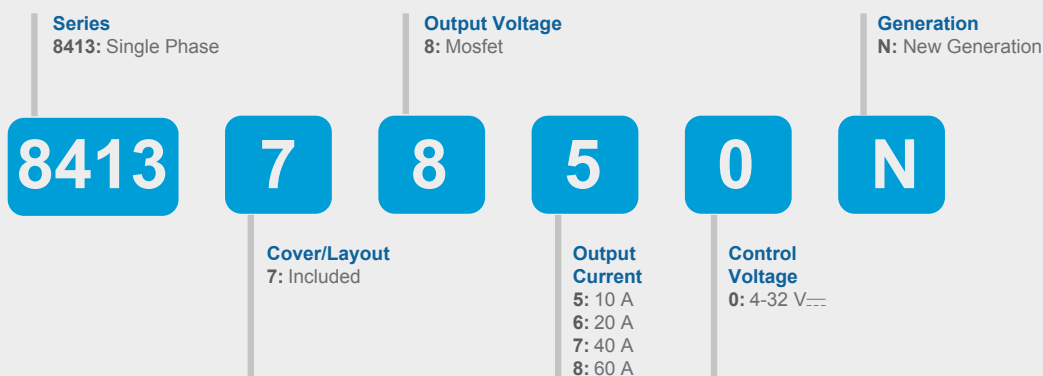 Series
8413: Single Phase
Output Voltage
8: Mosfet
Generation
N: New Generation
8413 7 8 5 0 N
Cover/Layout
7: Included
Output
Current
5: 10 A
6: 20 A
7: 40 A
8: 60 A
Control
Voltage
0: 4-32 V⎓